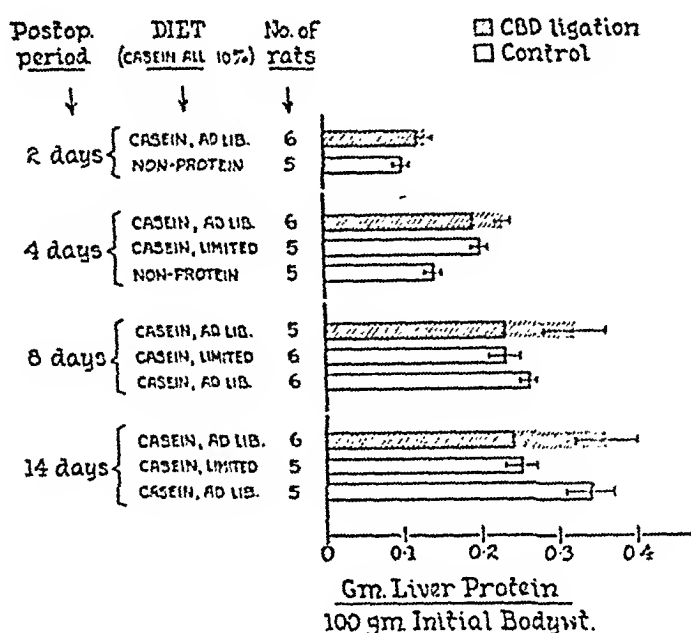 Postop. period
DIET (CASEIN ALL 10%)
No. of rats
CBD ligation
Control
2 days
CASEIN, AD LIB. 6
NON-PROTEIN 5
4 days
CASEIN, AD LIB. 6
CASEIN, LIMITED 5
NON-PROTEIN 5
8 days
CASEIN, AD LIB. 5
CASEIN, LIMITED 6
CASEIN, AD LIB. 6
14 days
CASEIN, AD LIB. 6
CASEIN, LIMITED 5
CASEIN, AD LIB. 5
0 0.1 0.2 0.3 0.4
Gm. Liver Protein
100 gm Initial Bodywt.